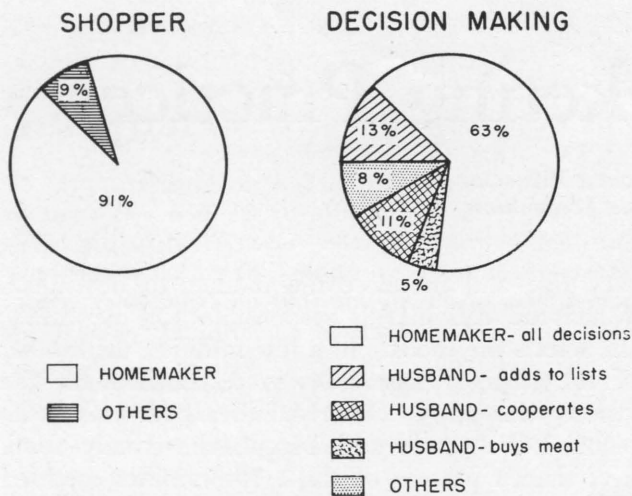 SHOPPER
9%
91%
HOMEMAKER
OTHERS
DECISION MAKING
63%
13%
8%
11%
5%
HOMEMAKER- all decisions
HUSBAND- adds to lists
HUSBAND- cooperates
HUSBAND- buys meat
OTHERS